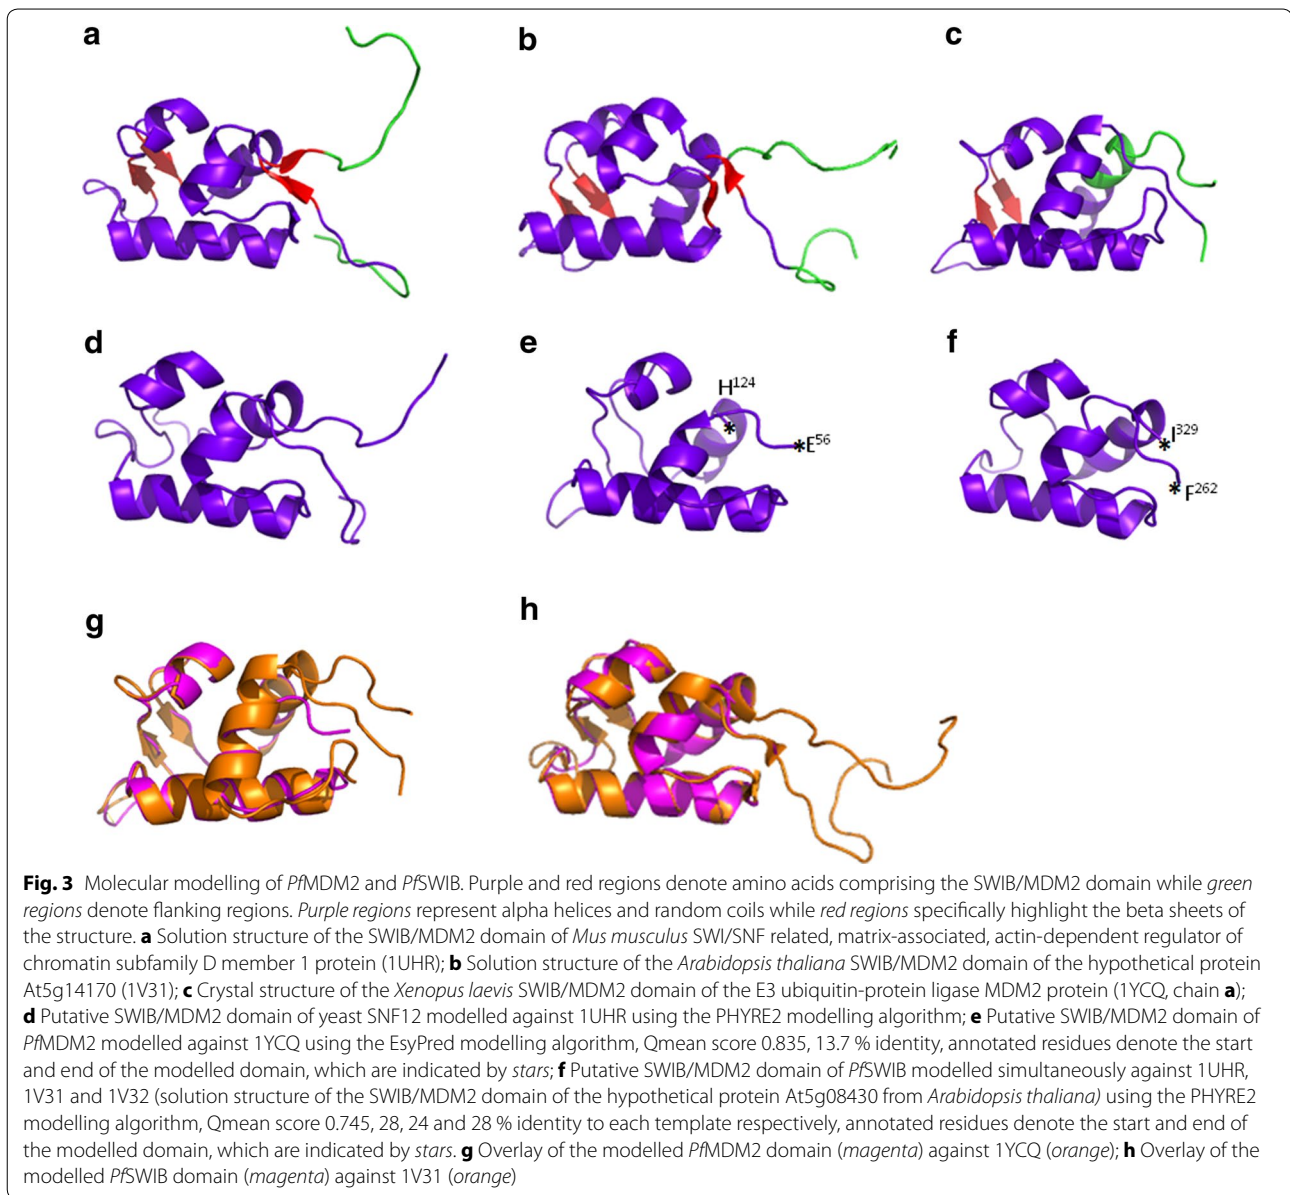 a
b
c
d
e
f
H124
*
*E56
*I329
* F262
g
h
Fig. 3 Molecular modelling of PfMDM2 and PfSWIB. Purple and red regions denote amino acids comprising the SWIB/MDM2 domain while green
regions denote flanking regions. Purple regions represent alpha helices and random coils while red regions specifically highlight the beta sheets of
the structure. a Solution structure of the SWIB/MDM2 domain of Mus musculus SWI/SNF related, matrix-associated, actin-dependent regulator of
chromatin subfamily D member 1 protein (1UHR); b Solution structure of the Arabidopsis thaliana SWIB/MDM2 domain of the hypothetical protein
At5g14170 (1V31); c Crystal structure of the Xenopus laevis SWIB/MDM2 domain of the E3 ubiquitin-protein ligase MDM2 protein (1YCQ, chain a);
d Putative SWIB/MDM2 domain of yeast SNF12 modelled against 1UHR using the PHYRE2 modelling algorithm; e Putative SWIB/MDM2 domain of
PfMDM2 modelled against 1YCQ using the EsyPred modelling algorithm, Qmean score 0.835, 13.7 % identity, annotated residues denote the start
and end of the modelled domain, which are indicated by stars; f Putative SWIB/MDM2 domain of PfSWIB modelled simultaneously against 1UHR,
1V31 and 1V32 (solution structure of the SWIB/MDM2 domain of the hypothetical protein At5g08430 from Arabidopsis thaliana) using the PHYRE2
modelling algorithm, Qmean score 0.745, 28, 24 and 28 % identity to each template respectively, annotated residues denote the start and end of
the modelled domain, which are indicated by stars. g Overlay of the modelled PfMDM2 domain (magenta) against 1YCQ (orange); h Overlay of the
modelled PfSWIB domain (magenta) against 1V31 (orange)